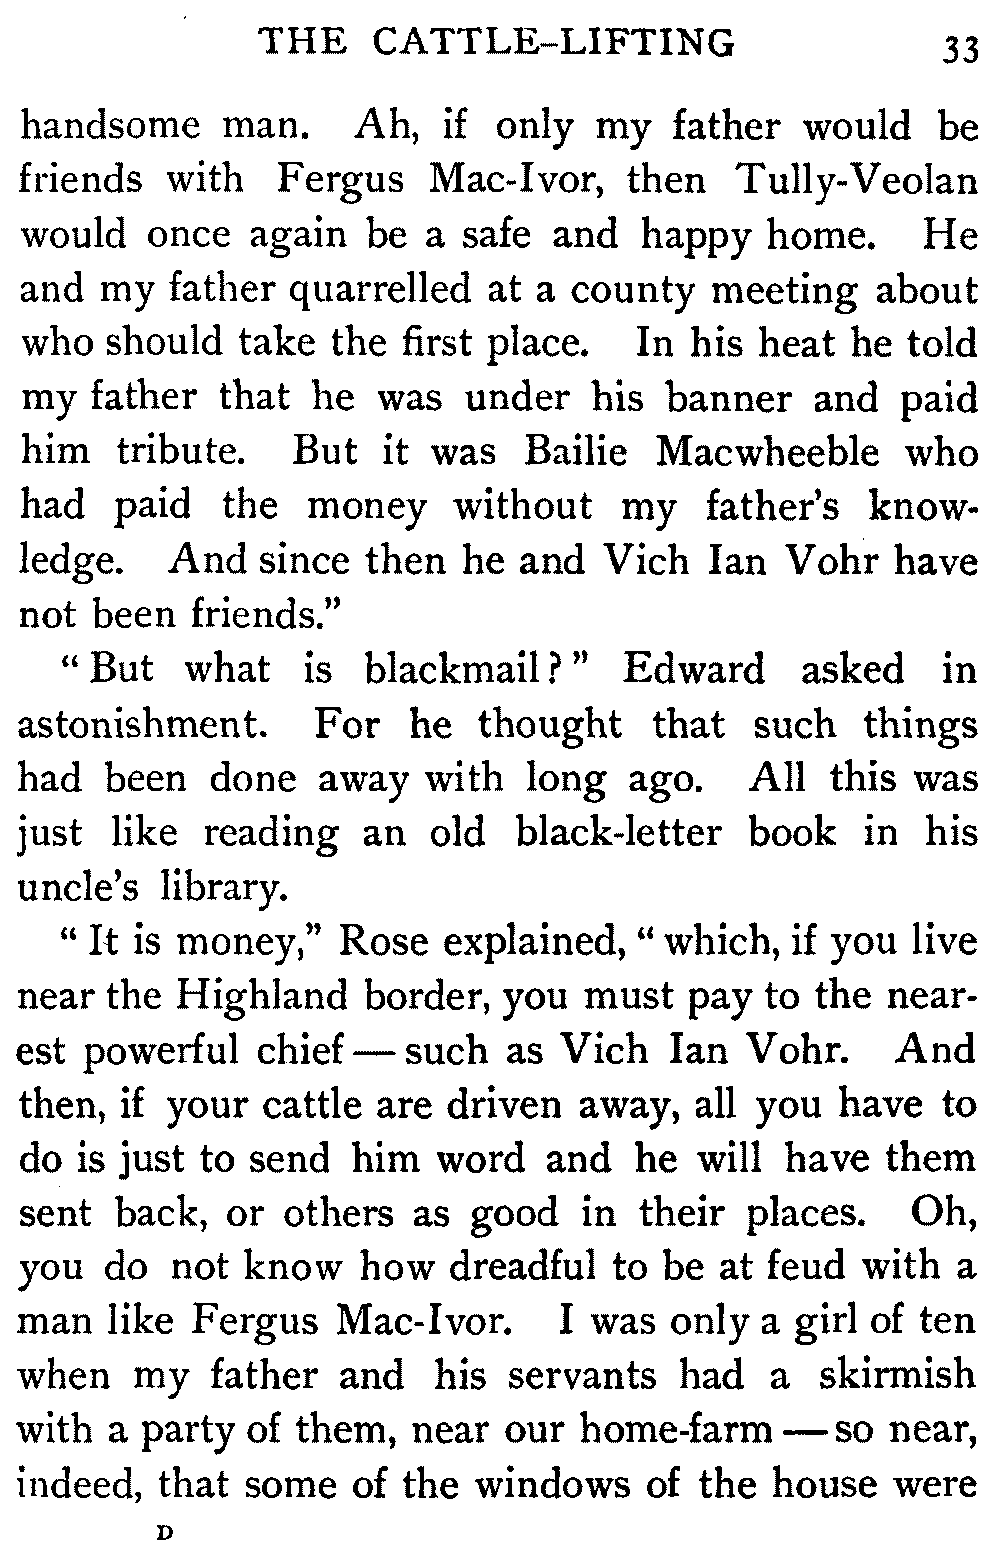 THE CATTLE-LIFTING 33
handsome man. Ah, if only my father would be
friends with Fergus Mac-Ivor, then Tully-Veolan
would once again be a safe and happy home. He
and my father quarrelled at a county meeting about
who should take the first place. In his heat he told
my father that he was under his banner and paid
him tribute. But it was Bailie Macwheeble who
had paid the money without my father's know-
ledge. And since then he and Vich Ian Vohr have
not been friends."
"But what is blackmail?" Edward asked in
astonishment. For he thought that such things
had been done away with long ago. All this was
just like reading an old black-letter book in his
uncle's library.
"It is money," Rose explained, "which, if you live
near the Highland border, you must pay to the near-
est powerful chief — such as Vich Ian Vohr. And
then, if your cattle are driven away, all you have to
do is just to send him word and he will have them
sent back, or others as good in their places. Oh,
you do not know how dreadful to be at feud with a
man like Fergus Mac-Ivor. I was only a girl of ten
when my father and his servants had a skirmish
with a party of them, near our home-farm — so near,
indeed, that some of the windows of the house were
D